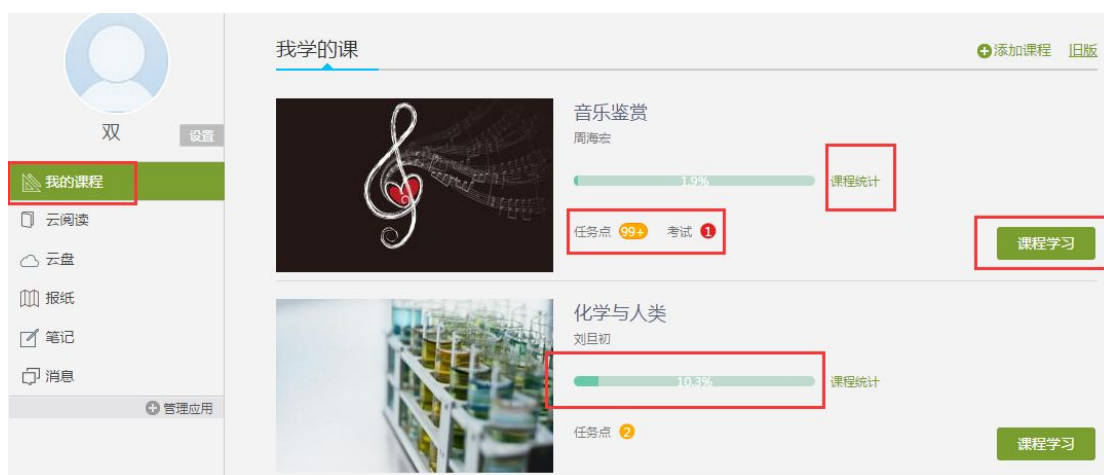 双
设置
我的课程
云阅读
云盘
报纸
笔记
消息
管理应用
我学的课
添加课程 旧版
音乐鉴赏
周海宏
1.9% 课程统计
任务点 99+ 考试 1
课程学习
化学与人类
刘旦初
10.3% 课程统计
任务点 2
课程学习